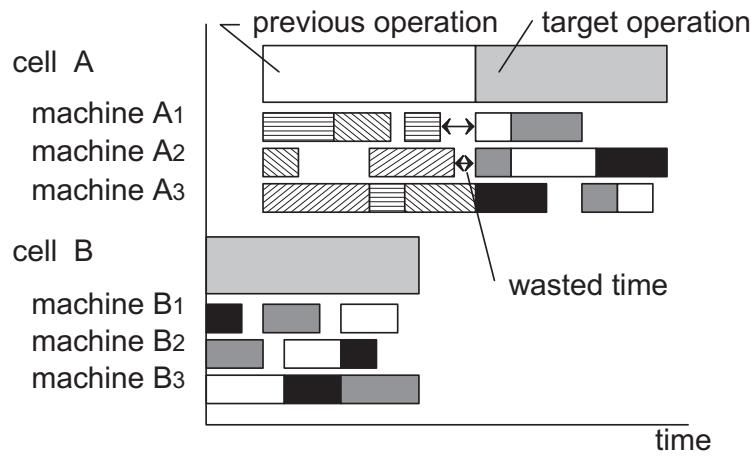 previous operation
target operation
cell A
machine A1
machine A2
machine A3
cell B
wasted time
machine B1
machine B2
machine B3
time